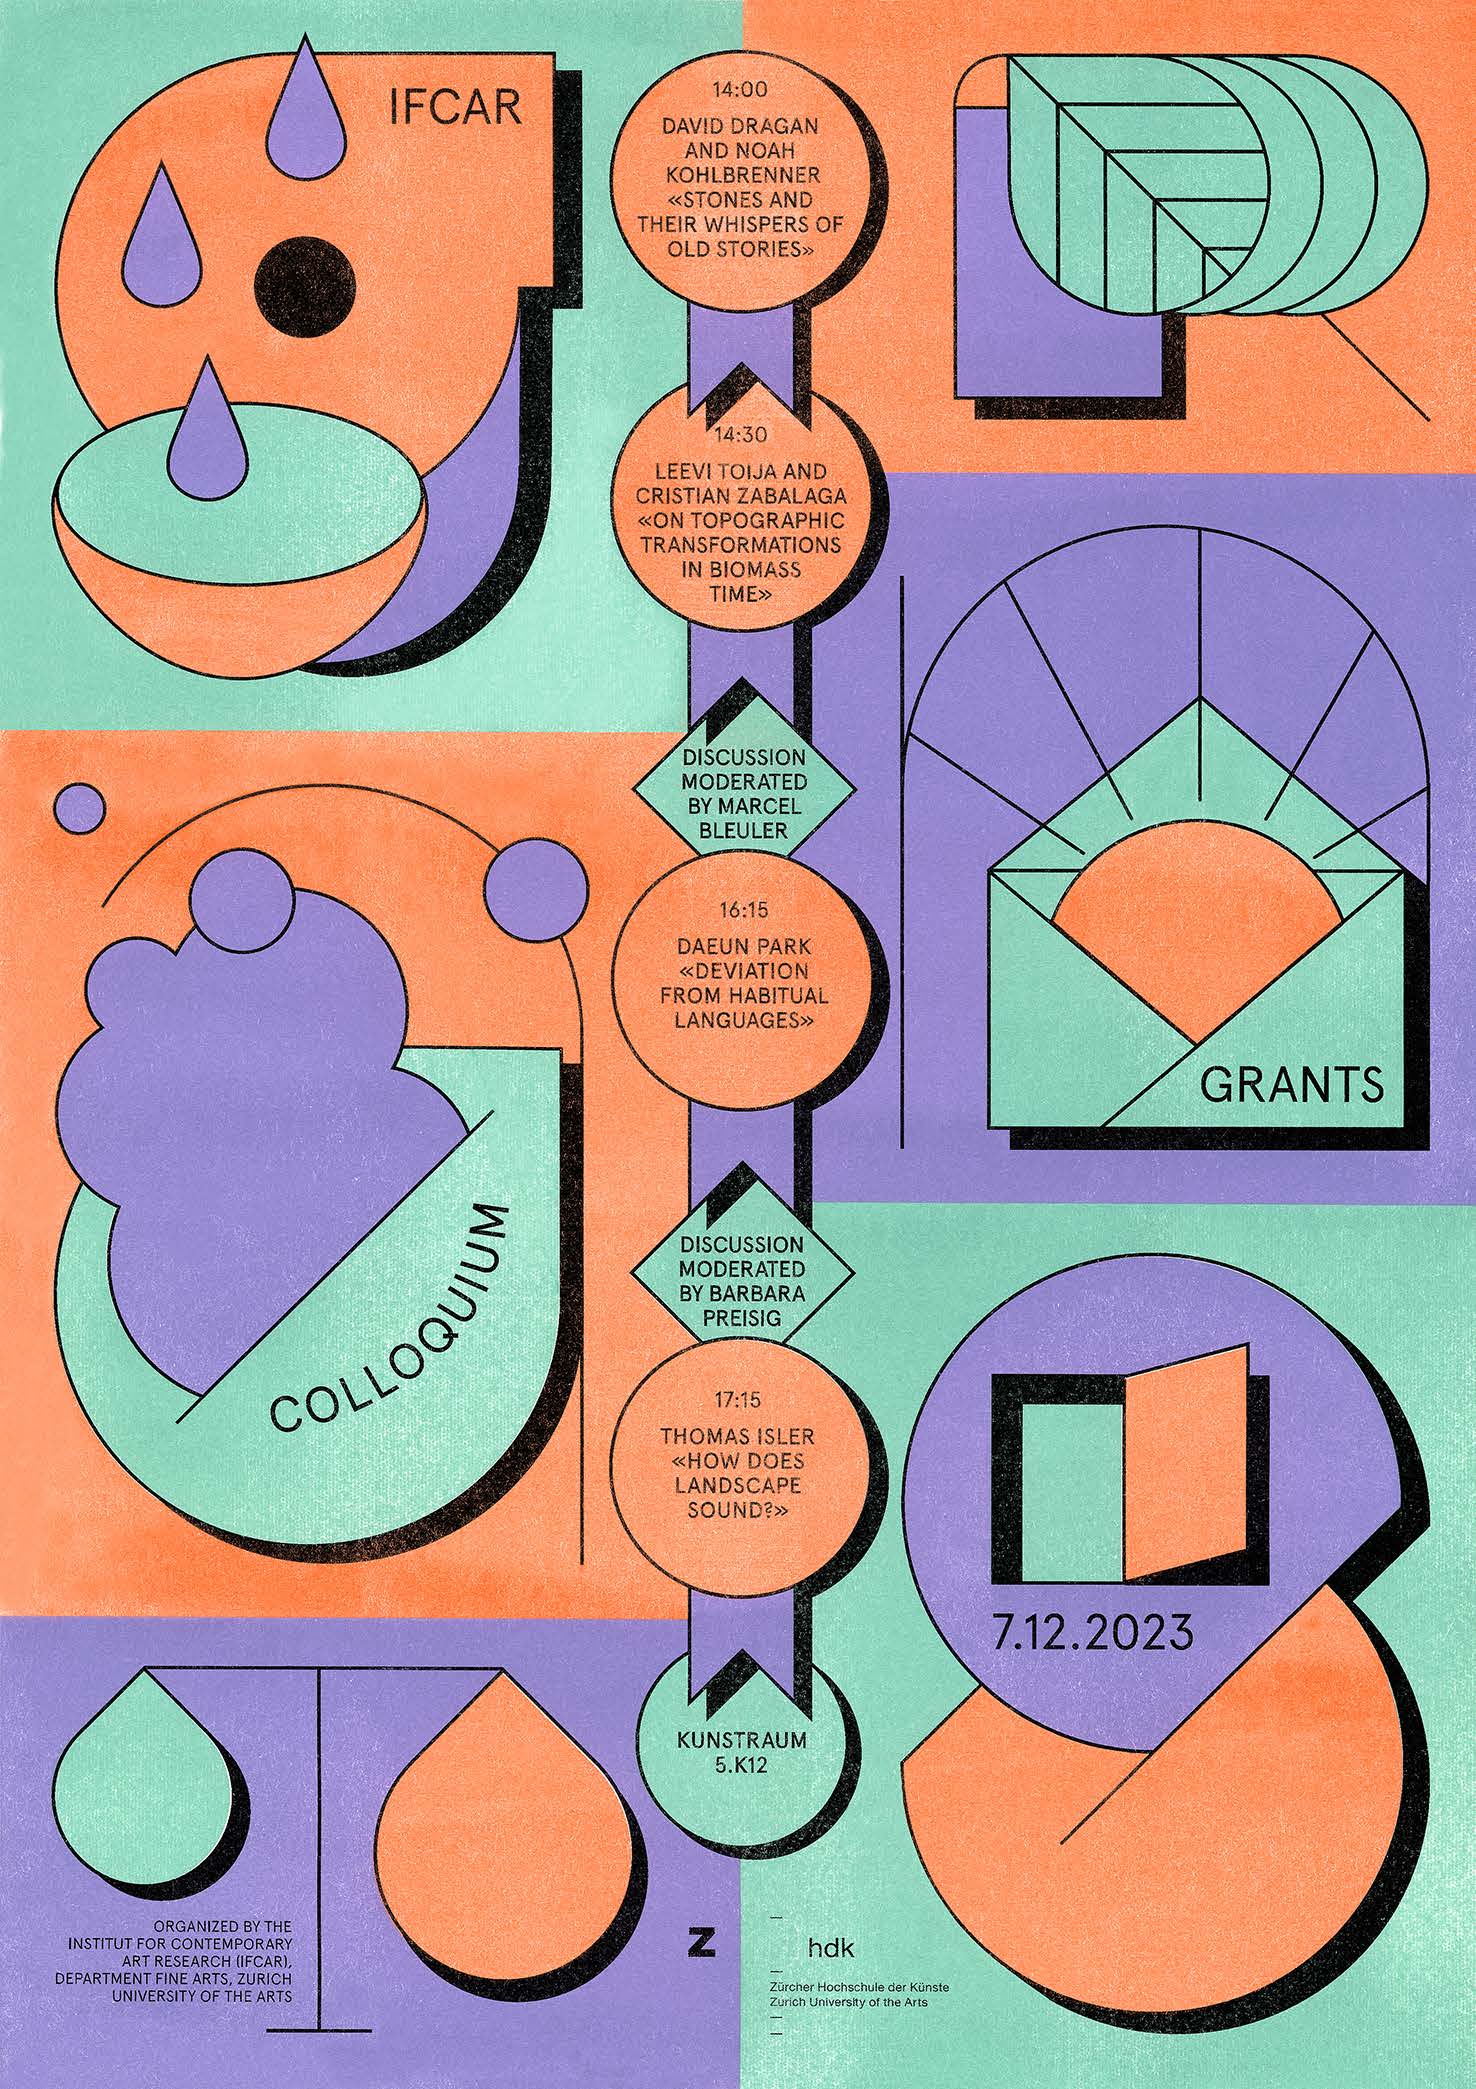 IFCAR
14:00
DAVID DRAGAN
AND NOAH
KOHLBRENNER
«STONES AND
THEIR WHISPERS OF
OLD STORIES»
14:30
LEEVI TOIJA AND
CRISTIAN ZABALAGA
«ON TOPOGRAPHIC
TRANSFORMATIONS
IN BIOMASS
TIME»
DISCUSSION
MODERATED
BY MARCEL
BLEULER
16:15
DAEUN PARK
«DEVIATION
FROM HABITUAL
LANGUAGES»
GRANTS
COLLOQUIUM
DISCUSSION
MODERATED
BY BARBARA
PREISIG
17:15
THOMAS ISLER
«HOW DOES
LANDSCAPE
SOUND?»
7.12.2023
KUNSTRAUM
5.K12
ORGANIZED BY THE
INSTITUT FOR CONTEMPORARY
ART RESEARCH (IFCAR),
DEPARTMENT FINE ARTS, ZURICH
UNIVERSITY OF THE ARTS
Z hdk
Zürcher Hochschule der Künste
Zurich University of the Arts